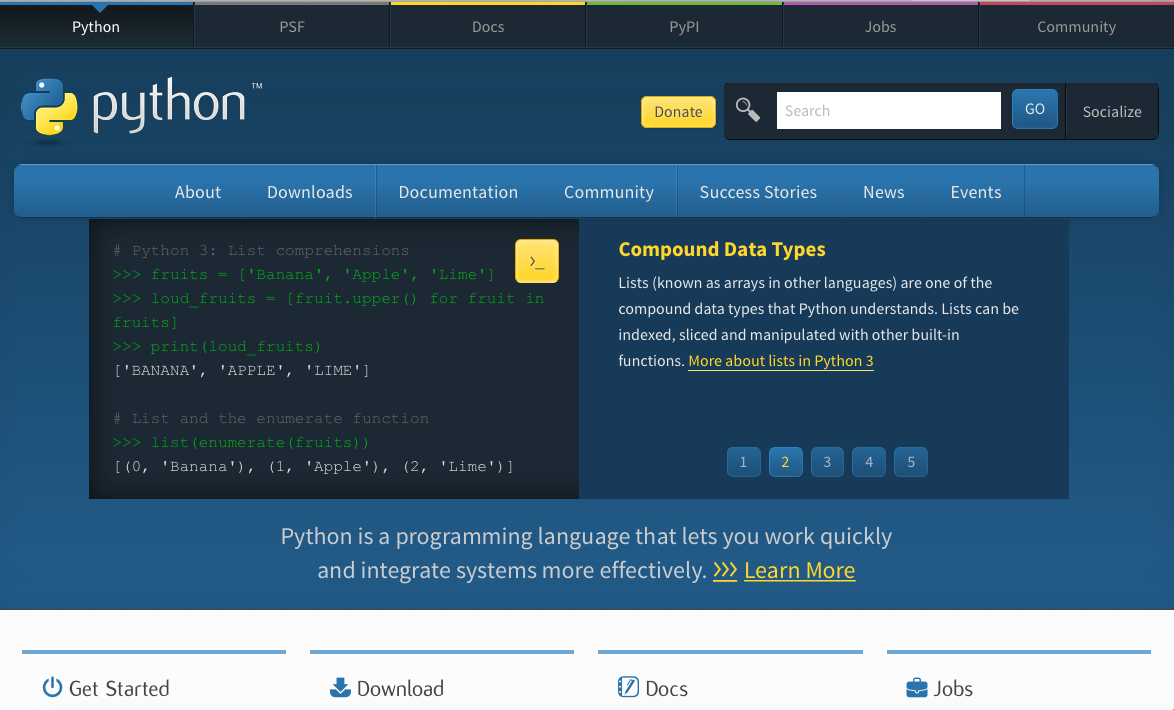 Python PSF Docs PyPI Jobs Community
python™
Donate Search GO Socialize
About Downloads Documentation Community Success Stories News Events
# Python 3: List comprehensions
>>> fruits = ['Banana', 'Apple', 'Lime']
>>> loud_fruits = [fruit.upper() for fruit in
fruits]
>>> print(loud_fruits)
['BANANA', 'APPLE', 'LIME']
# List and the enumerate function
>>> list(enumerate(fruits))
[(0, 'Banana'), (1, 'Apple'), (2, 'Lime')]
>_
Compound Data Types
Lists (known as arrays in other languages) are one of the
compound data types that Python understands. Lists can be
indexed, sliced and manipulated with other built-in
functions. More about lists in Python 3
1 2 3 4 5
Python is a programming language that lets you work quickly
and integrate systems more effectively. >>> Learn More
Get Started Download Docs Jobs